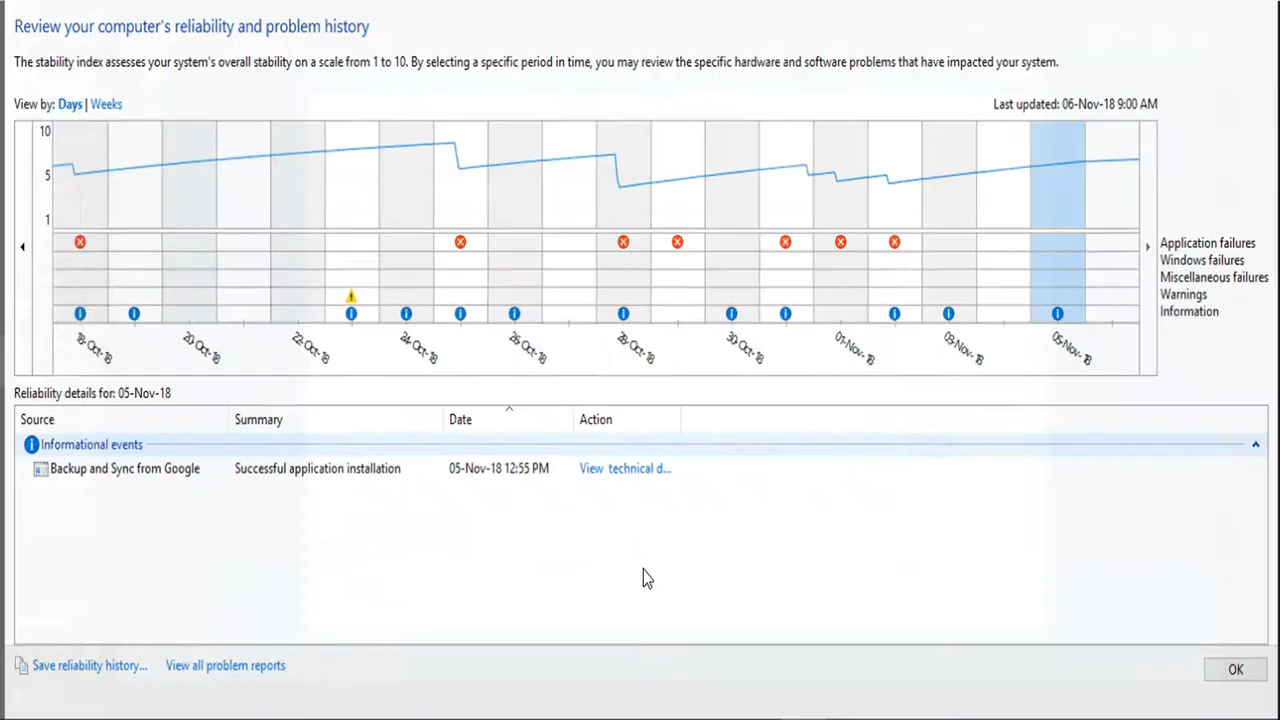 Review your computer's reliability and problem history
The stability index assesses your system's overall stability on a scale from 1 to 10. By selecting a specific period in time, you may review the specific hardware and software problems that have impacted your system.
View by: Days | Weeks
Last updated: 06-Nov-18 9:00 AM
10
5
1
Application failures
Windows failures
Miscellaneous failures
Warnings
Information
18-Oct-18
20-Oct-18
22-Oct-18
24-Oct-18
26-Oct-18
28-Oct-18
30-Oct-18
01-Nov-18
03-Nov-18
05-Nov-18
Reliability details for: 05-Nov-18
Source Summary Date Action
Informational events
Backup and Sync from Google Successful application installation 05-Nov-18 12:55 PM View technical d...
Save reliability history... View all problem reports
OK